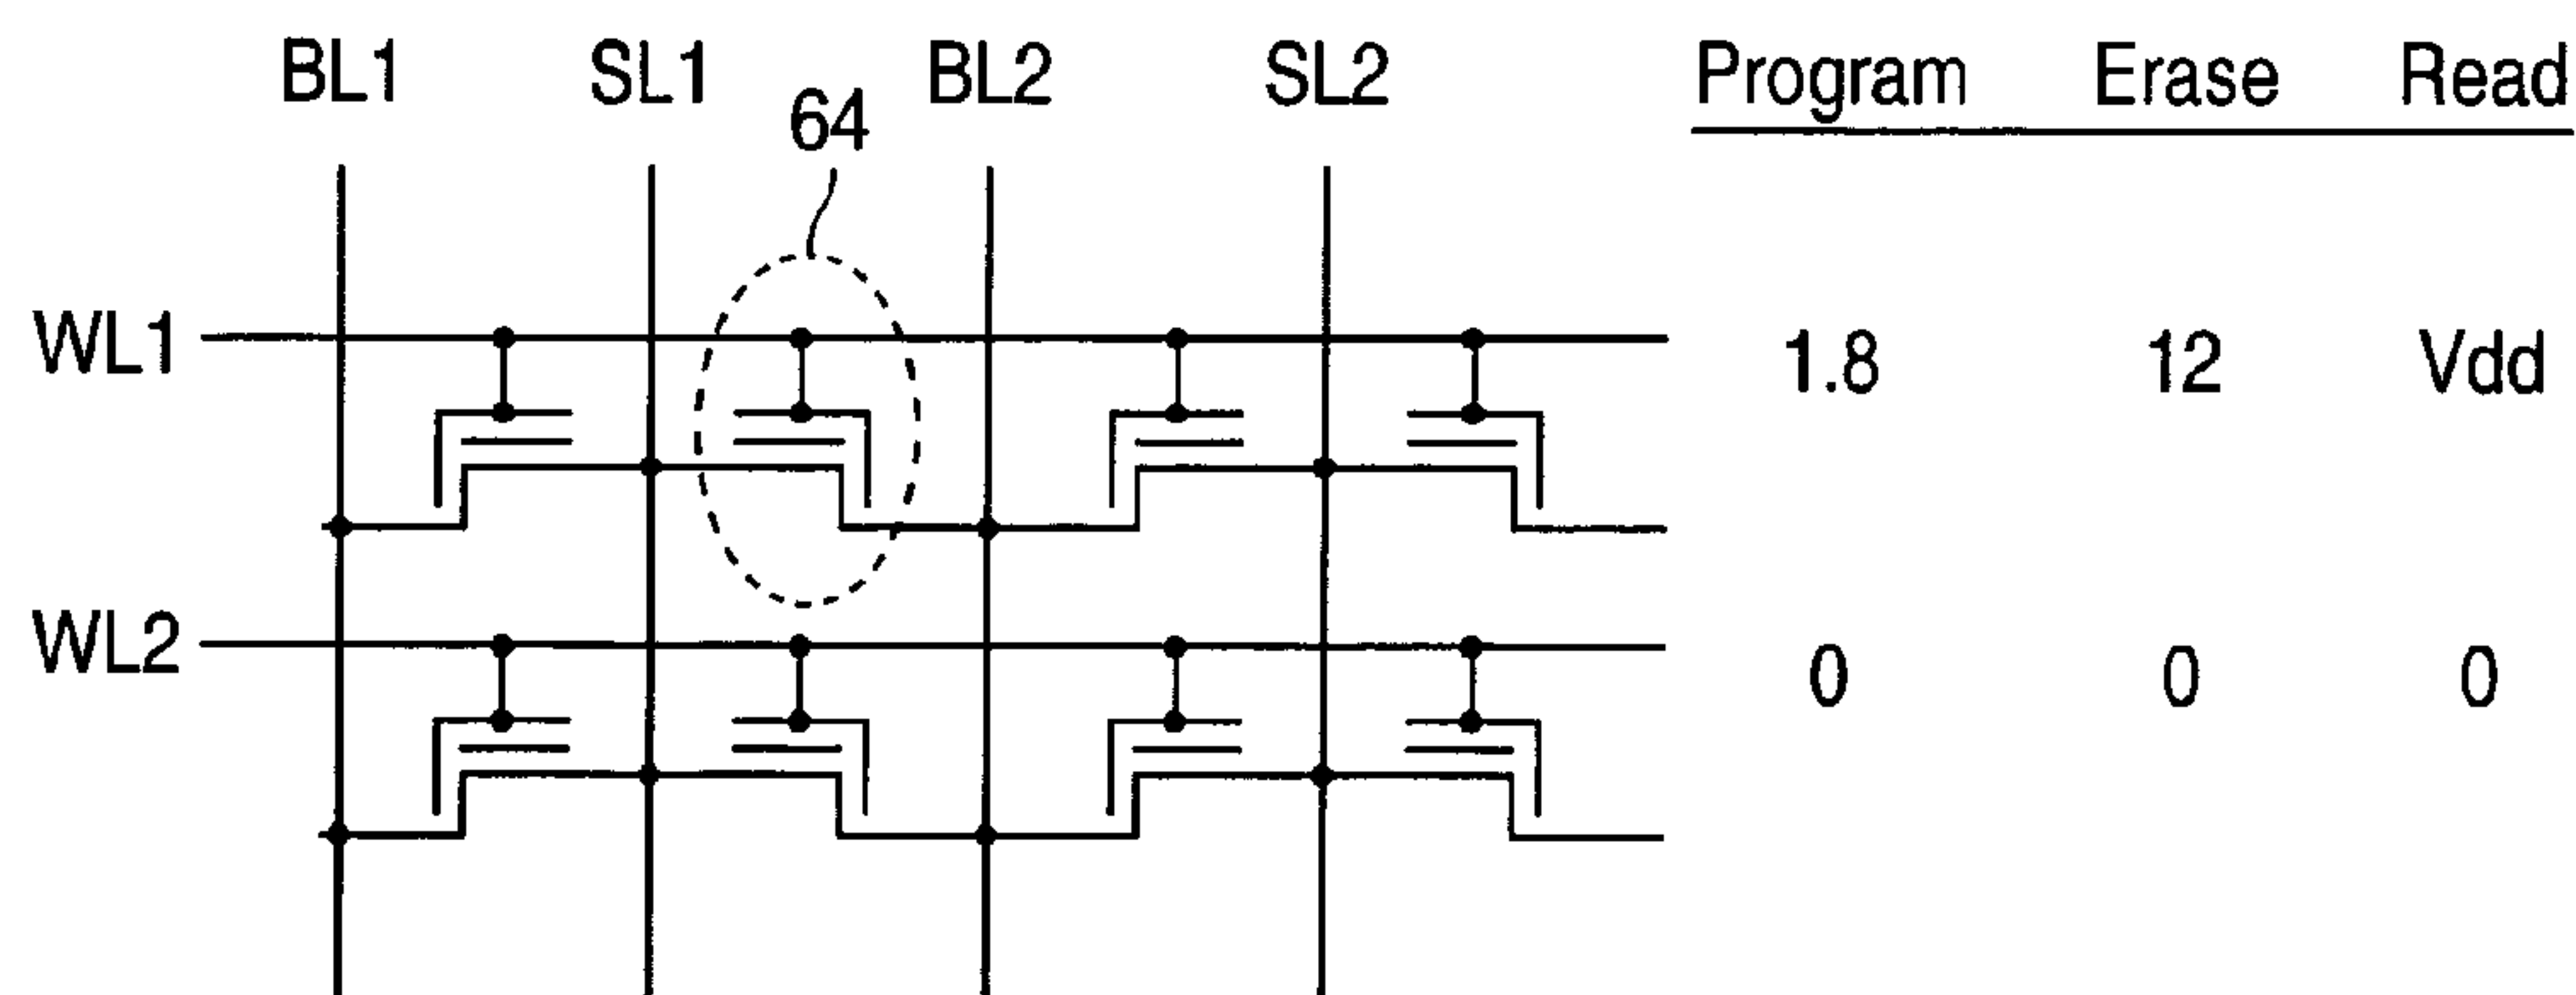 BL1 SL1 BL2 SL2 Program Erase Read
64
WL1 1.8 12 Vdd
WL2 0 0 0